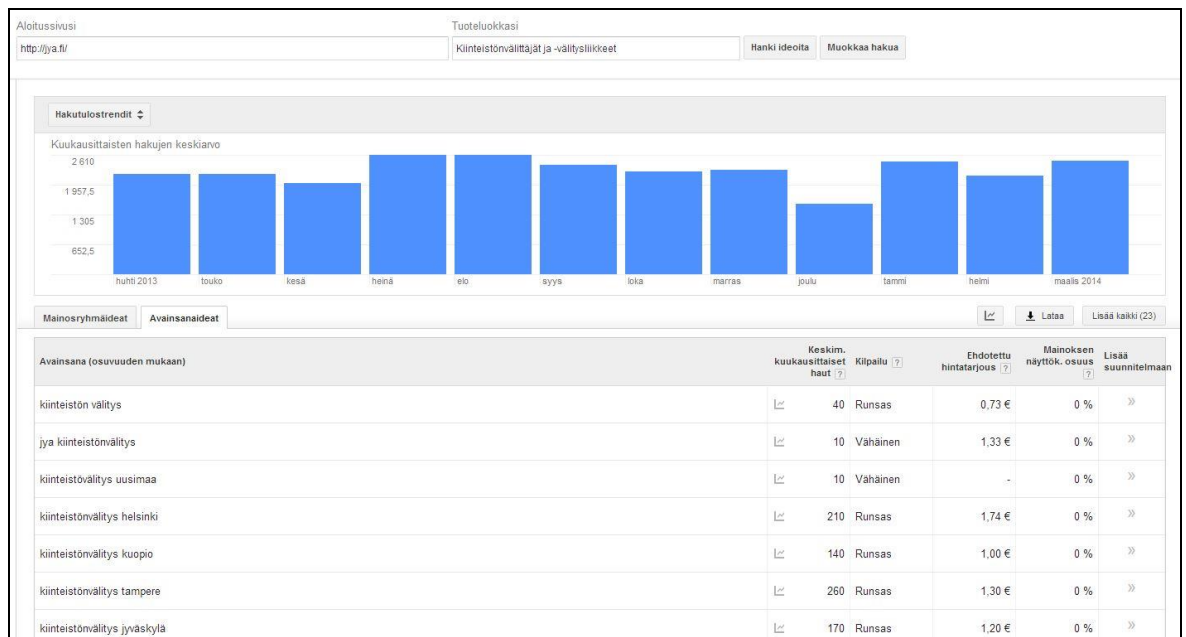 Aloitussivusi Tuoteluokkasi
http://jya.fi/ Kiinteistönvälittäjät ja -välitysliikkeet Hanki ideoita Muokkaa hakua
Hakutulostrendit
Kuukausittaisten hakujen keskiarvo
2 610
1 957,5
1 305
652,5
huhti 2013 touko kesä heinä elo syys loka marras joulu tammi helmi maalis 2014
Mainosryhmäideat Avainsanaideat Lataa Lisää kaikki (23)
Avainsana (osuvuuden mukaan) Keskim. kuukausittaiset haut ? Kilpailu ? Ehdotettu hintatarjous ? Mainoksen näyttök. osuus ? Lisää suunnitelmaan
kiinteistön välitys 40 Runsas 0,73 € 0 % »
jya kiinteistönvälitys 10 Vähäinen 1,33 € 0 % »
kiinteistövälitys uusimaa 10 Vähäinen - 0 % »
kiinteistönvälitys helsinki 210 Runsas 1,74 € 0 % »
kiinteistönvälitys kuopio 140 Runsas 1,00 € 0 % »
kiinteistönvälitys tampere 260 Runsas 1,30 € 0 % »
kiinteistönvälitys jyväskylä 170 Runsas 1,20 € 0 % »